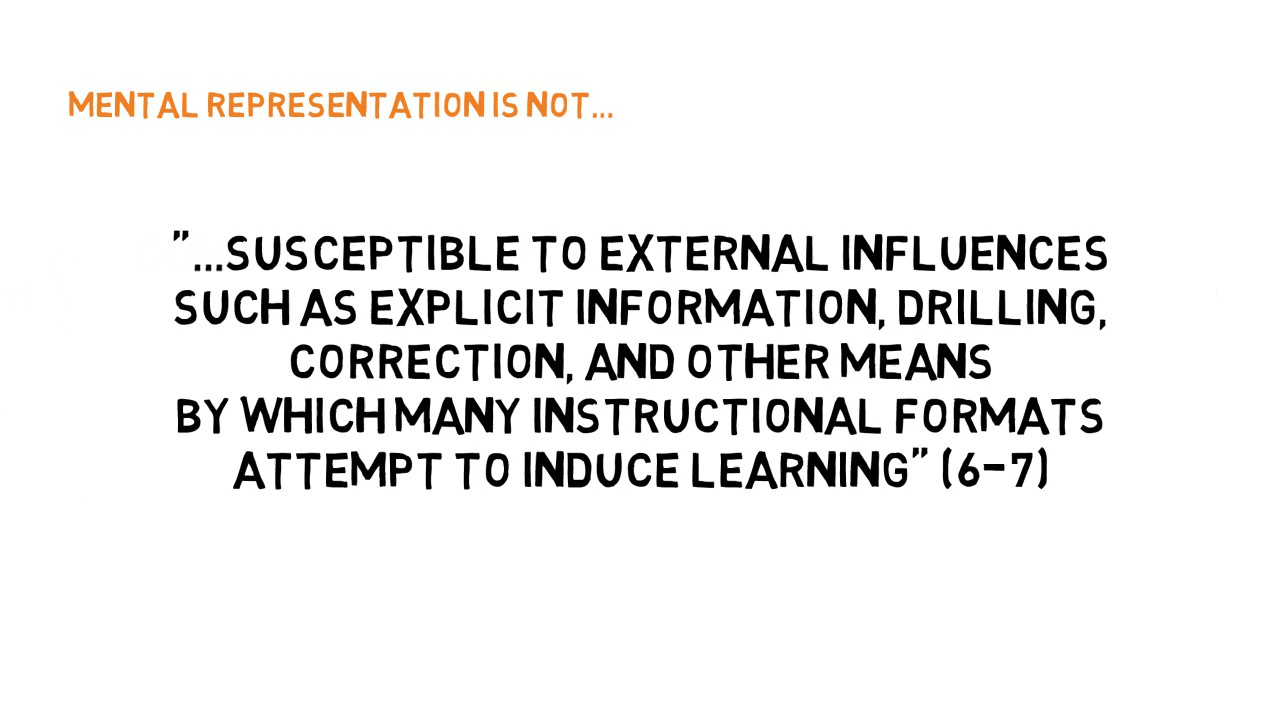 MENTAL REPRESENTATION IS NOT...
"...SUSCEPTIBLE TO EXTERNAL INFLUENCES
SUCH AS EXPLICIT INFORMATION, DRILLING,
CORRECTION, AND OTHER MEANS
BY WHICH MANY INSTRUCTIONAL FORMATS
ATTEMPT TO INDUCE LEARNING" (6-7)